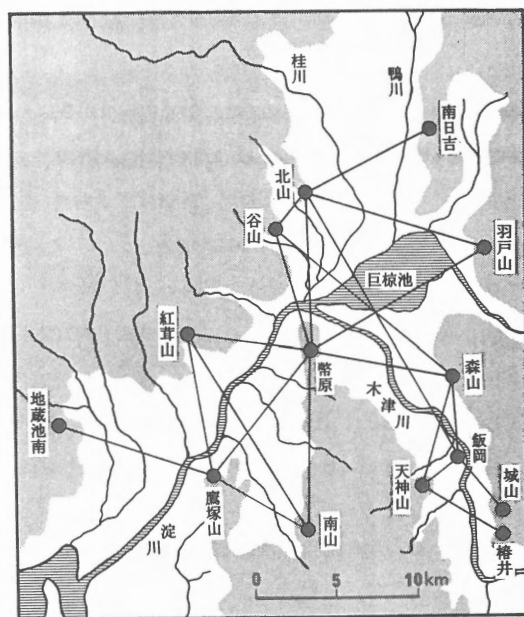 桂川
鴨川
南日吉
北山
谷山
羽戸山
巨椋池
紅茸山
幣原
森山
木津川
地蔵池南
飯岡
天神山
城山
鷹塚山
南山
椿井
淀川
0 5 10km